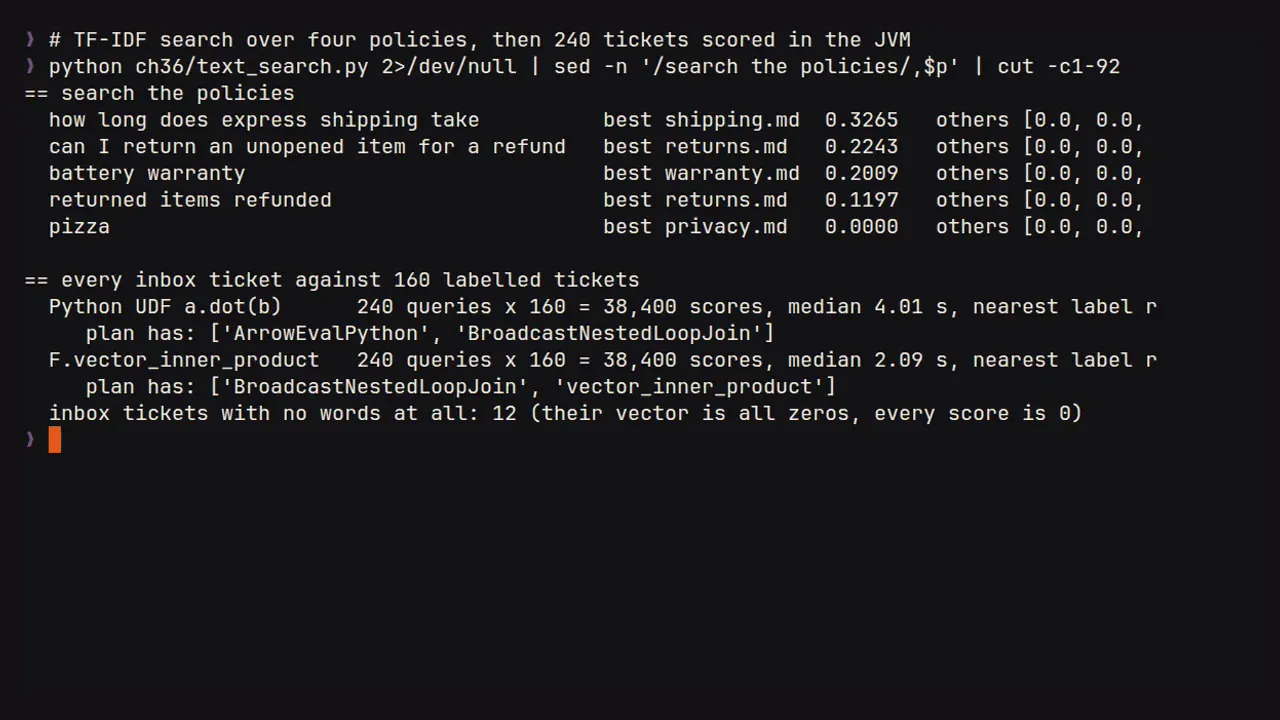 ❯ # TF-IDF search over four policies, then 240 tickets scored in the JVM
❯ python ch36/text_search.py 2>/dev/null | sed -n '/search the policies/,$p' | cut -c1-92
== search the policies
how long does express shipping take best shipping.md 0.3265 others [0.0, 0.0,
can I return an unopened item for a refund best returns.md 0.2243 others [0.0, 0.0,
battery warranty best warranty.md 0.2009 others [0.0, 0.0,
returned items refunded best returns.md 0.1197 others [0.0, 0.0,
pizza best privacy.md 0.0000 others [0.0, 0.0,
== every inbox ticket against 160 labelled tickets
Python UDF a.dot(b) 240 queries x 160 = 38,400 scores, median 4.01 s, nearest label r
plan has: ['ArrowEvalPython', 'BroadcastNestedLoopJoin']
F.vector_inner_product 240 queries x 160 = 38,400 scores, median 2.09 s, nearest label r
plan has: ['BroadcastNestedLoopJoin', 'vector_inner_product']
inbox tickets with no words at all: 12 (their vector is all zeros, every score is 0)
❯